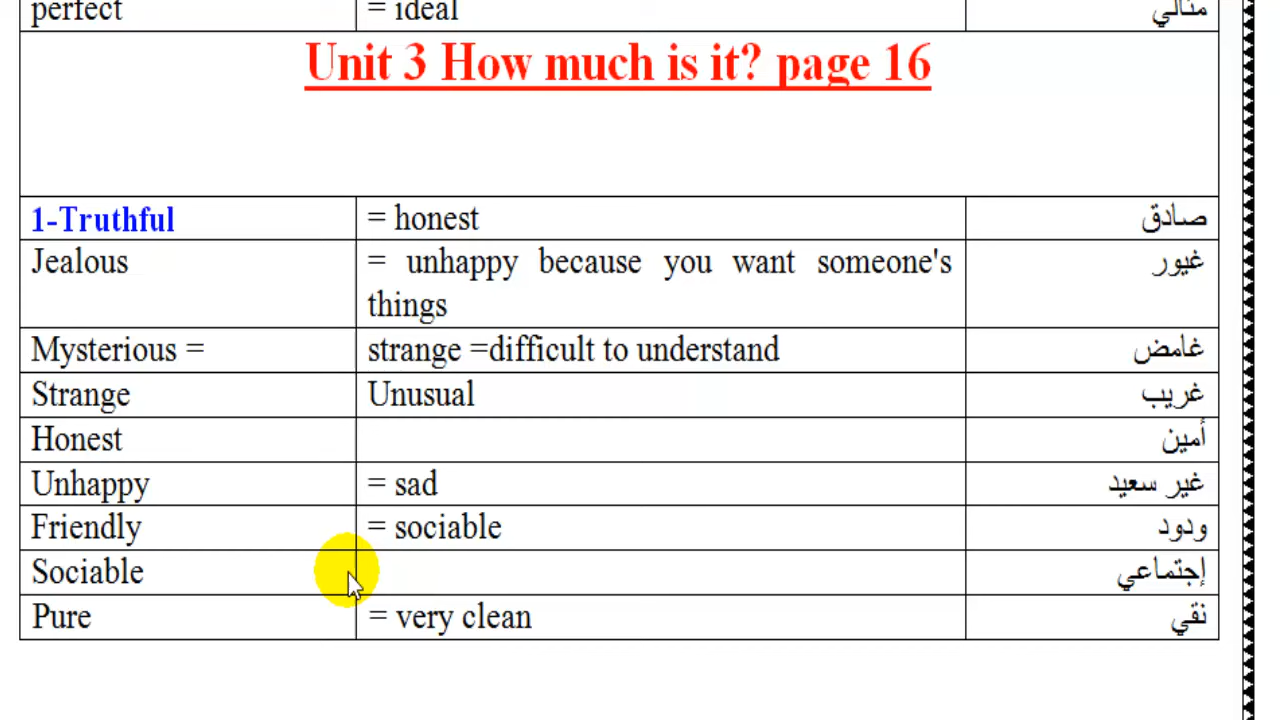 perfect = ideal مثالي
Unit 3 How much is it? page 16
1-Truthful = honest صادق
Jealous = unhappy because you want someone's غيور
things
Mysterious = strange =difficult to understand غامض
Strange Unusual غريب
Honest أمين
Unhappy = sad غير سعيد
Friendly = sociable ودود
Sociable إجتماعي
Pure = very clean نقي